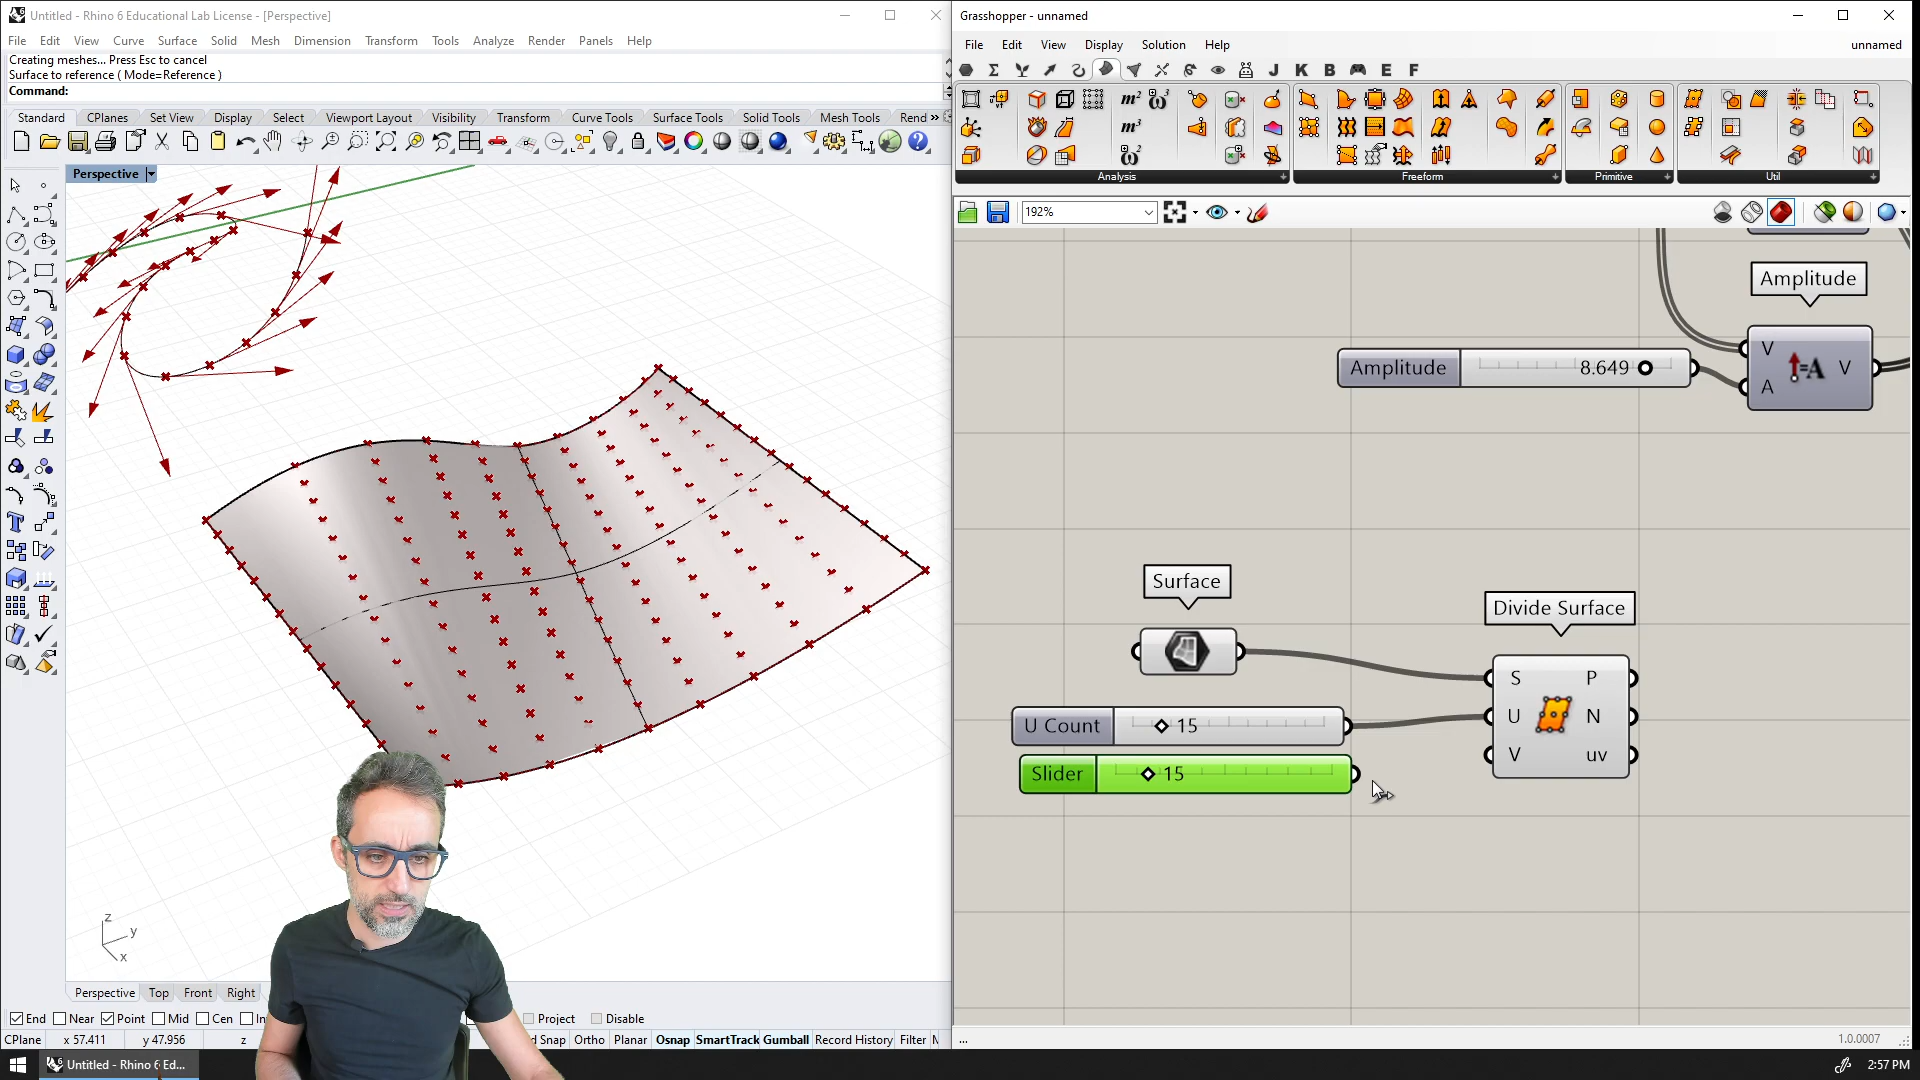 Untitled - Rhino 6 Educational Lab License - [Perspective]
File Edit View Curve Surface Solid Mesh Dimension Transform Tools Analyze Render Panels Help
Creating meshes... Press Esc to cancel
Surface to reference ( Mode=Reference )
Command:
Standard CPlanes Set View Display Select Viewport Layout Visibility Transform Curve Tools Surface Tools Solid Tools Mesh Tools Rend »
Perspective
z
y
x
Perspective Top Front Right
End Near Point Mid Cen Project Disable
CPlane x 57.411 y 47.956 z d Snap Ortho Planar Osnap SmartTrack Gumball Record History Filter
Untitled - Rhino 6 Ed...
Grasshopper - unnamed
File Edit View Display Solution Help unnamed
J K B E F
m² m³
Analysis Freeform Primitive Util
192%
Amplitude
Amplitude 8.649
V
A
=A
V
Surface
Divide Surface
U Count 15
Slider 15
S P
U N
V uv
... 1.0.0007
2:57 PM